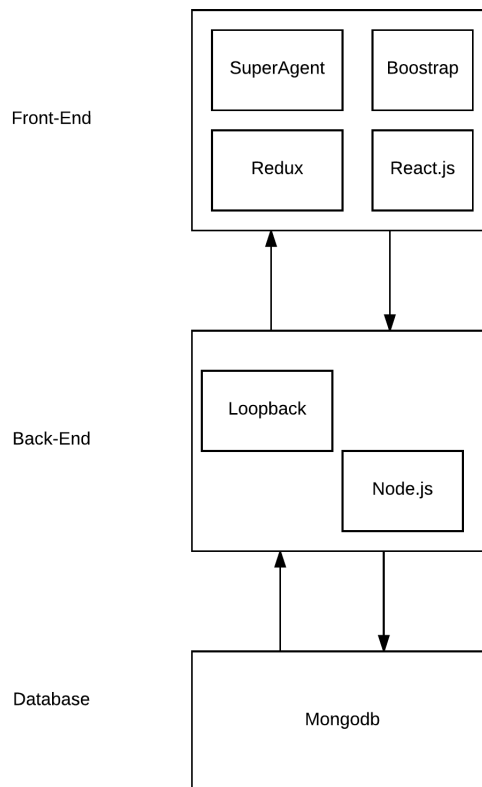 SuperAgent
Boostrap
Front-End
Redux
React.js
Loopback
Back-End
Node.js
Database
Mongodb